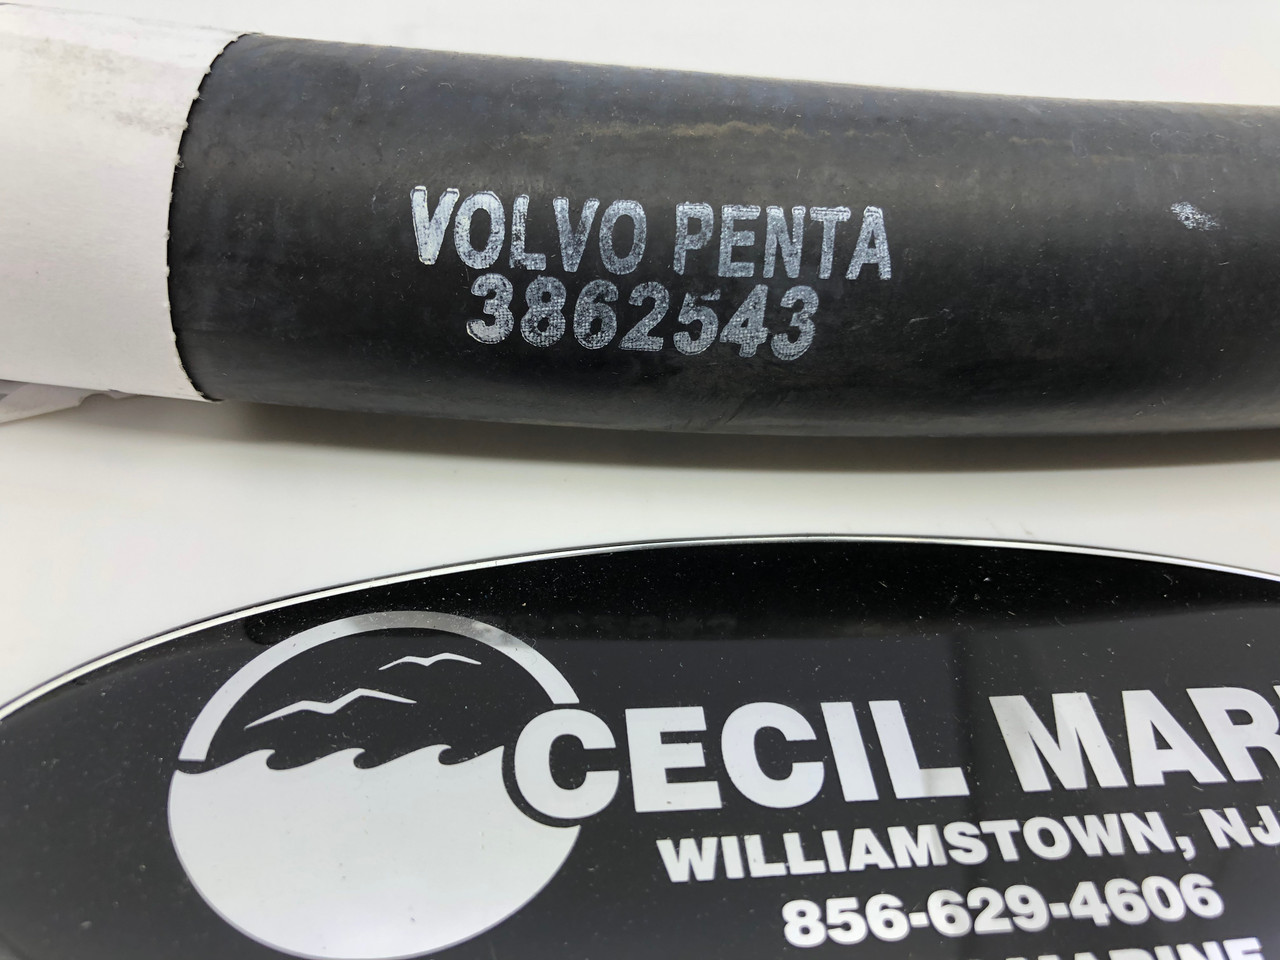 VOLVO PENTA
3862543
CECIL MAR
WILLIAMSTOWN, NJ
856-629-4606